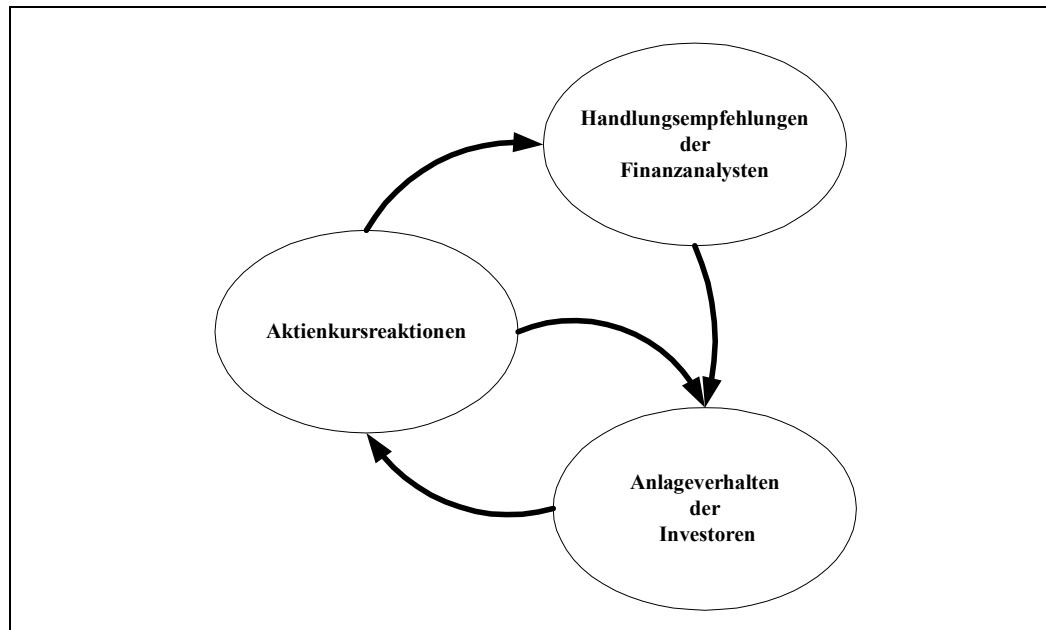 Handlungsempfehlungen
der
Finanzanalysten
Aktienkursreaktionen
Anlageverhalten
der
Investoren